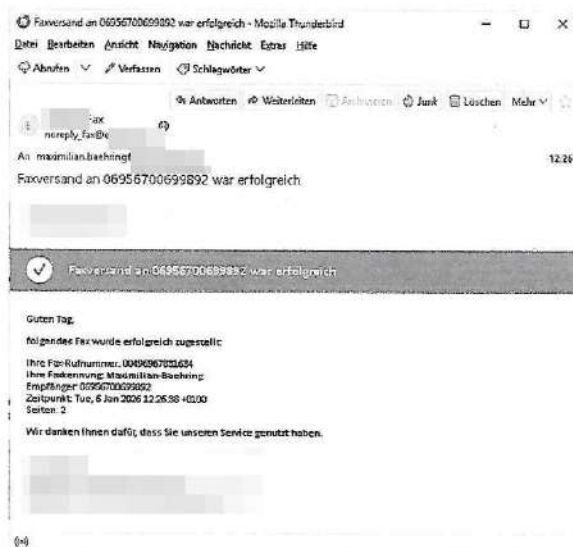 Faxversand an 06956700699892 war erfolgreich - Mozilla Thunderbird
Datei Bearbeiten Ansicht Navigation Nachricht Extras Hilfe
Abrufen Verfassen Schlagwörter
Antworten Weiterleiten Archivieren Junk Löschen Mehr
Fax
noreply_fax@e
An maximilian.baehringf
12:26
Faxversand an 06956700699892 war erfolgreich
Faxversand an 06956700699892 war erfolgreich
Guten Tag,
folgendes Fax wurde erfolgreich zugestellt:
Ihre Fax-Rufnummer: 00496967831634
Ihre Faxkennung: Maximilian-Baehring
Empfänger: 06956700699892
Zeitpunkt: Tue, 6 Jan 2026 12:25:38 +0100
Seiten: 2
Wir danken Ihnen dafür, dass Sie unseren Service genutzt haben.